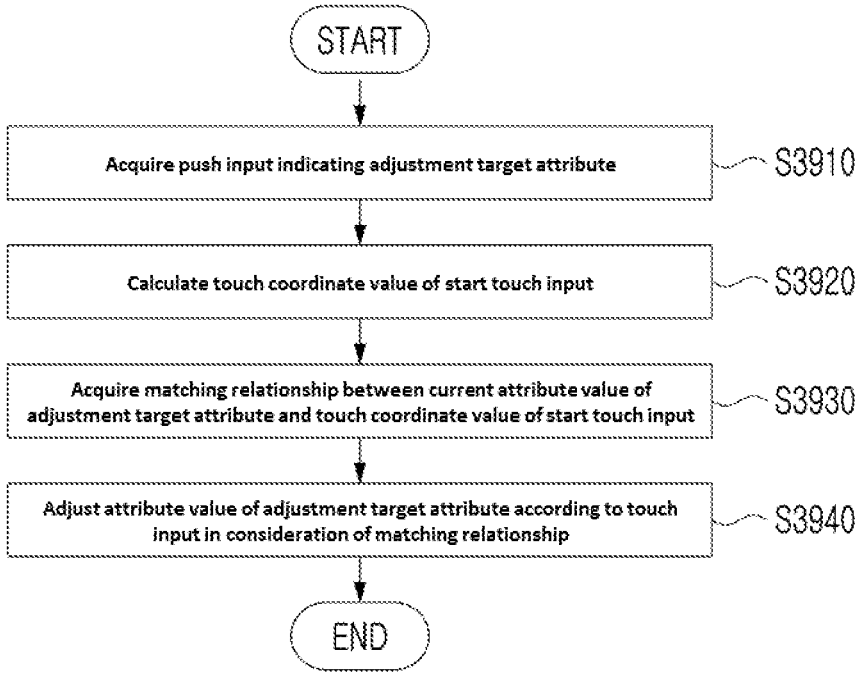 START
Acquire push input indicating adjustment target attribute
S3910
Calculate touch coordinate value of start touch input
S3920
Acquire matching relationship between current attribute value of
adjustment target attribute and touch coordinate value of start touch input
S3930
Adjust attribute value of adjustment target attribute according to touch
input in consideration of matching relationship
S3940
END